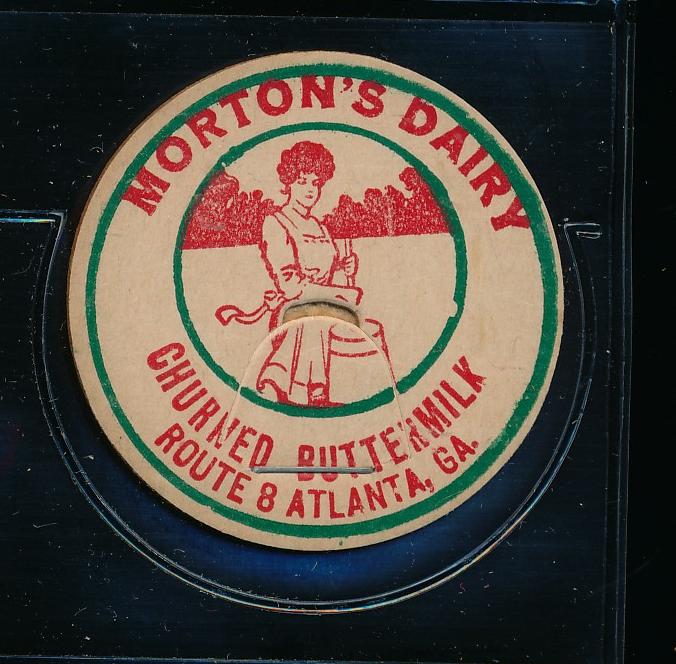 MORTON'S DAIRY
CHURNED BUTTERMILK
ROUTE 8 ATLANTA, GA.